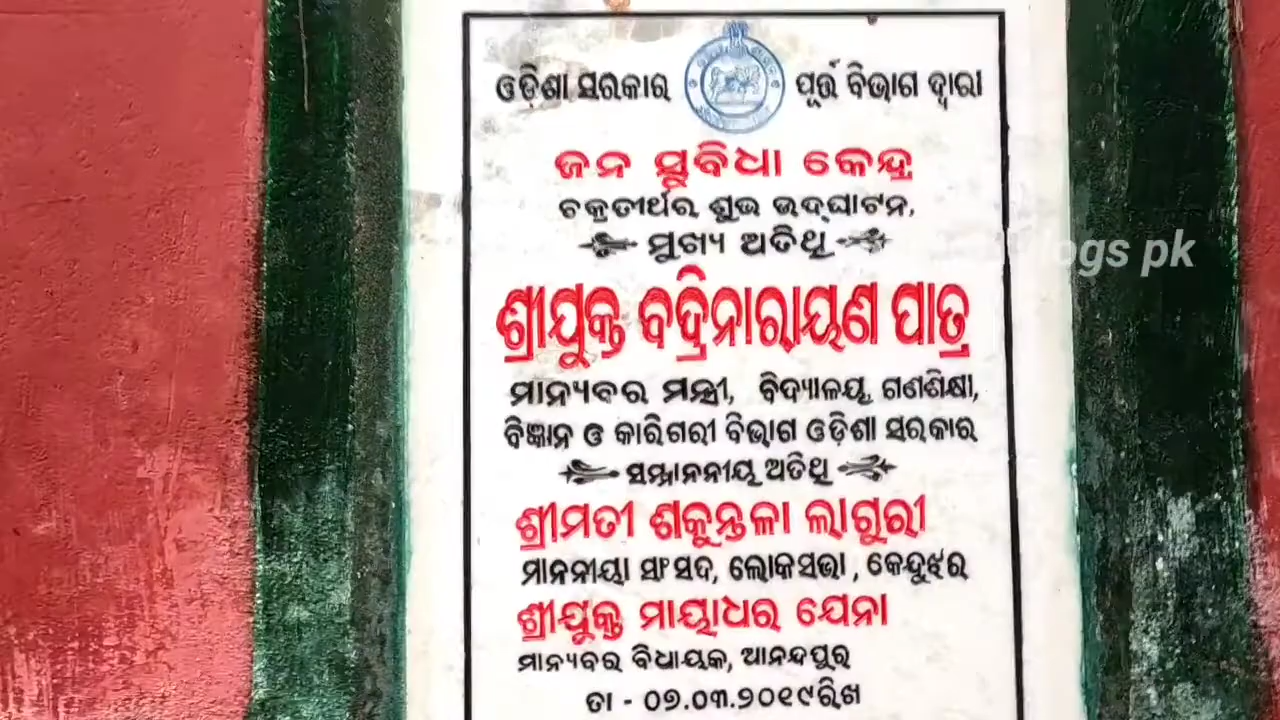 ଓଡ଼ିଶା ସରକାର ପୂର୍ତ୍ତ ବିଭାଗ ଦ୍ୱାରା
ଜନ ସୁବିଧା କେନ୍ଦ୍ର
ଚକ୍ରତୀର୍ଥର ଶୁଭ ଉଦ୍‌ଘାଟନ,
ମୁଖ୍ୟ ଅତିଥି
ଶ୍ରୀଯୁକ୍ତ ବଦ୍ରିନାରାୟଣ ପାତ୍ର
ମାନ୍ୟବର ମନ୍ତ୍ରୀ, ବିଦ୍ୟାଳୟ, ଗଣଶିକ୍ଷା,
ବିଜ୍ଞାନ ଓ କାରିଗରୀ ବିଭାଗ ଓଡ଼ିଶା ସରକାର
ସମ୍ମାନନୀୟ ଅତିଥି
ଶ୍ରୀମତୀ ଶକୁନ୍ତଳା ଲାଗୁରୀ
ମାନନୀୟା ସାଂସଦ, ଲୋକସଭା, କେନ୍ଦୁଝର
ଶ୍ରୀଯୁକ୍ତ ମାୟାଧର ଯେନା
ମାନ୍ୟବର ବିଧାୟକ, ଆନନ୍ଦପୁର
ତା - ୦୭.୦୩.୨୦୧୯ରିଖ
logs pk